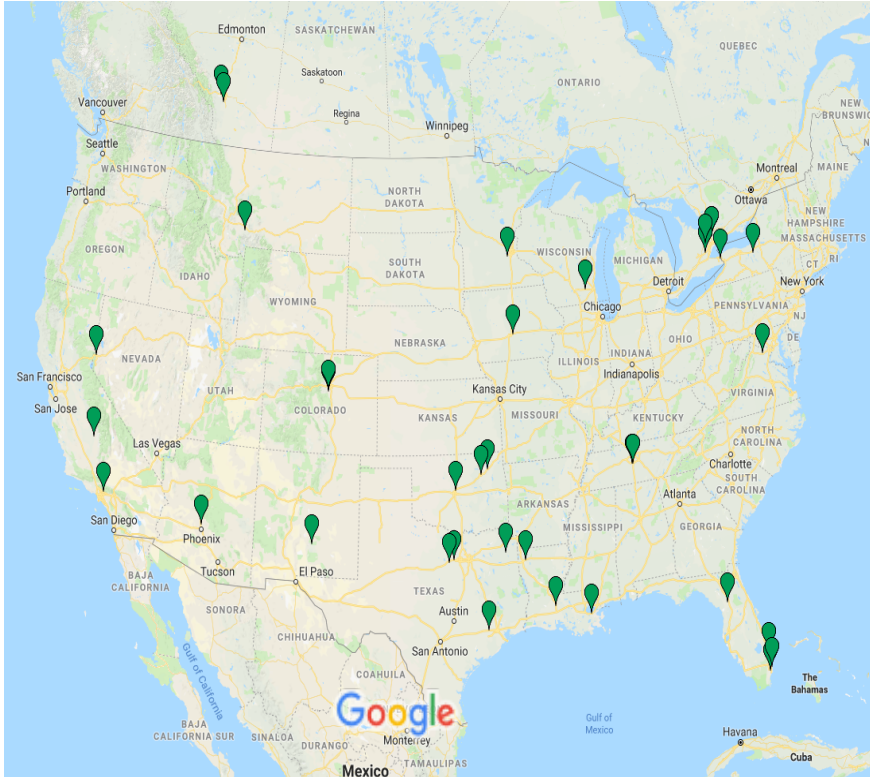 Edmonton
SASKATCHEWAN
QUEBEC
Saskatoon
ONTARIO
Vancouver
Regina
Winnipeg
NEW
BRUNSWIC
Seattle
WASHINGTON
Montreal
MAINE
Ottawa
Portland
NORTH
DAKOTA
NEW
HAMPSHIRE
MASSACHUSETTS
OREGON
WISCONSIN
MICHIGAN
CT
RI
SOUTH
DAKOTA
IDAHO
Detroit
New York
WYOMING
Chicago
PENNSYLVANIA
NJ
NEBRASKA
OHIO
DE
NEVADA
ILLINOIS
INDIANA
Indianapolis
San Francisco
UTAH
Kansas City
VIRGINIA
San Jose
COLORADO
KANSAS
MISSOURI
KENTUCKY
Las Vegas
NORTH
CAROLINA
Charlotte
SOUTH
CAROLINA
Atlanta
ARKANSAS
San Diego
Phoenix
MISSISSIPPI
GEORGIA
Tucson
El Paso
BAJA
CALIFORNIA
TEXAS
SONORA
Austin
CHIHUAHUA
San Antonio
Gulf of California
COAHUILA
The
Bahamas
Google
Gulf of
Mexico
BAJA
CALIFORNIA SUR
SINALOA
DURANGO
Monterrey
Havana
Cuba
TAMAULIPAS
Mexico